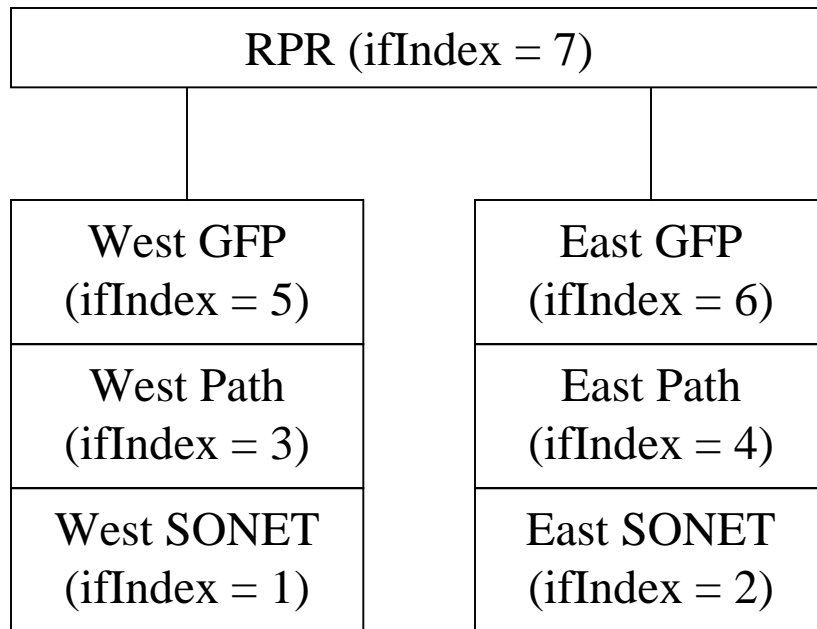 RPR (ifIndex = 7)
West GFP
(ifIndex = 5)
East GFP
(ifIndex = 6)
West Path
(ifIndex = 3)
East Path
(ifIndex = 4)
West SONET
(ifIndex = 1)
East SONET
(ifIndex = 2)